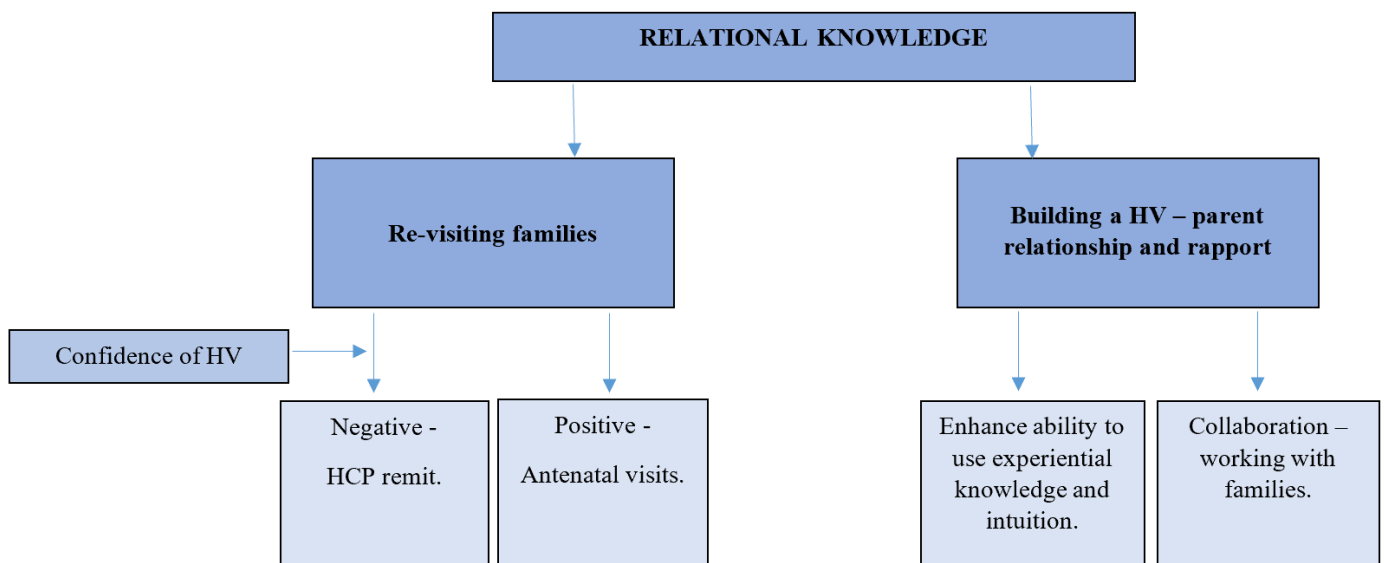 RELATIONAL KNOWLEDGE
Re-visiting families
Building a HV – parent
relationship and rapport
Confidence of HV
Negative -
HCP remit.
Positive -
Antenatal visits.
Enhance ability to
use experiential
knowledge and
intuition.
Collaboration –
working with
families.